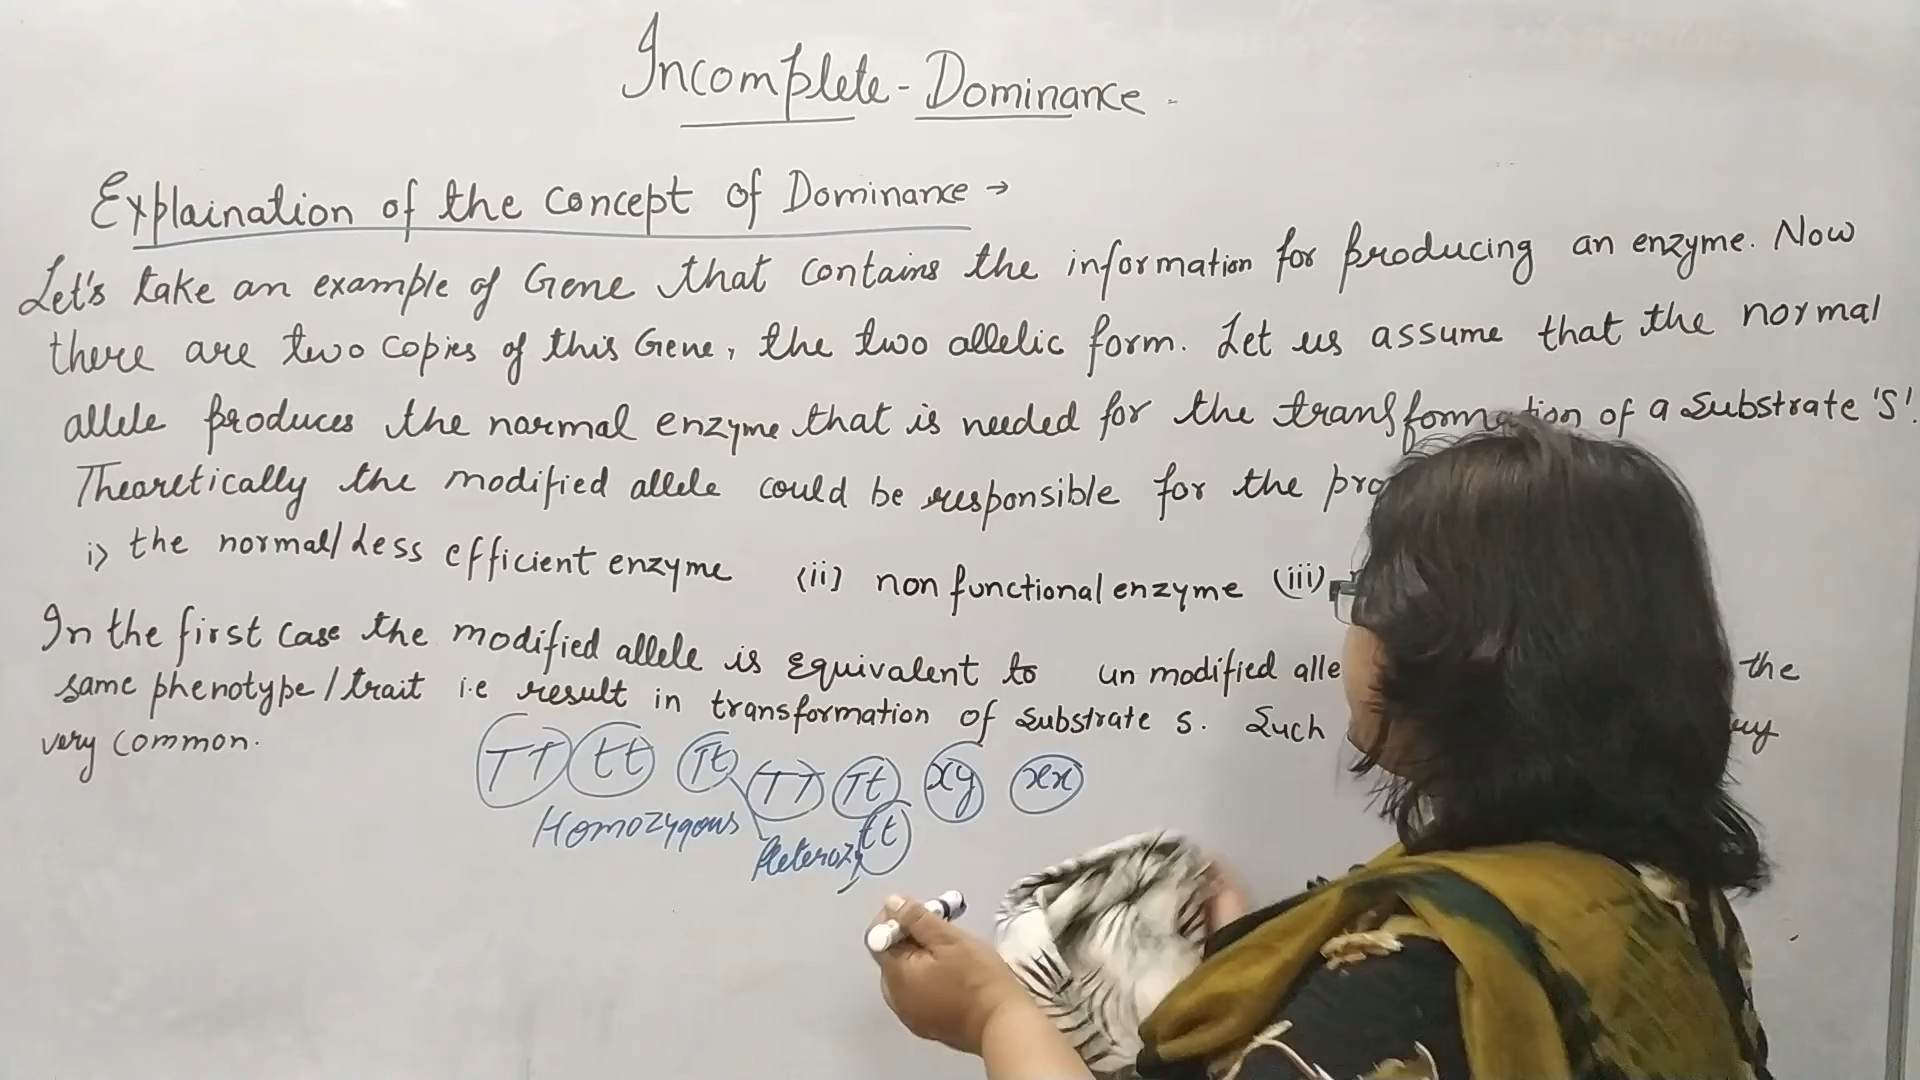 Incomplete - Dominance -
Explaination of the concept of Dominance →
Let's take an example of Gene that contains the information for producing an enzyme. Now
there are two copies of this Gene, the two allelic form. Let us assume that the normal
allele produces the normal enzyme that is needed for the transformation of a substrate 'S'.
Thearetically the modified allele could be responsible for the
i) the normal/Less efficient enzyme (ii) non functional enzyme (iii)
In the first case the modified allele is equivalent to un modified the
same phenotype/trait i.e result in transformation of substrate s. Such
very common.
TT tt Tt TT Tt xy xx
Homozygous tt